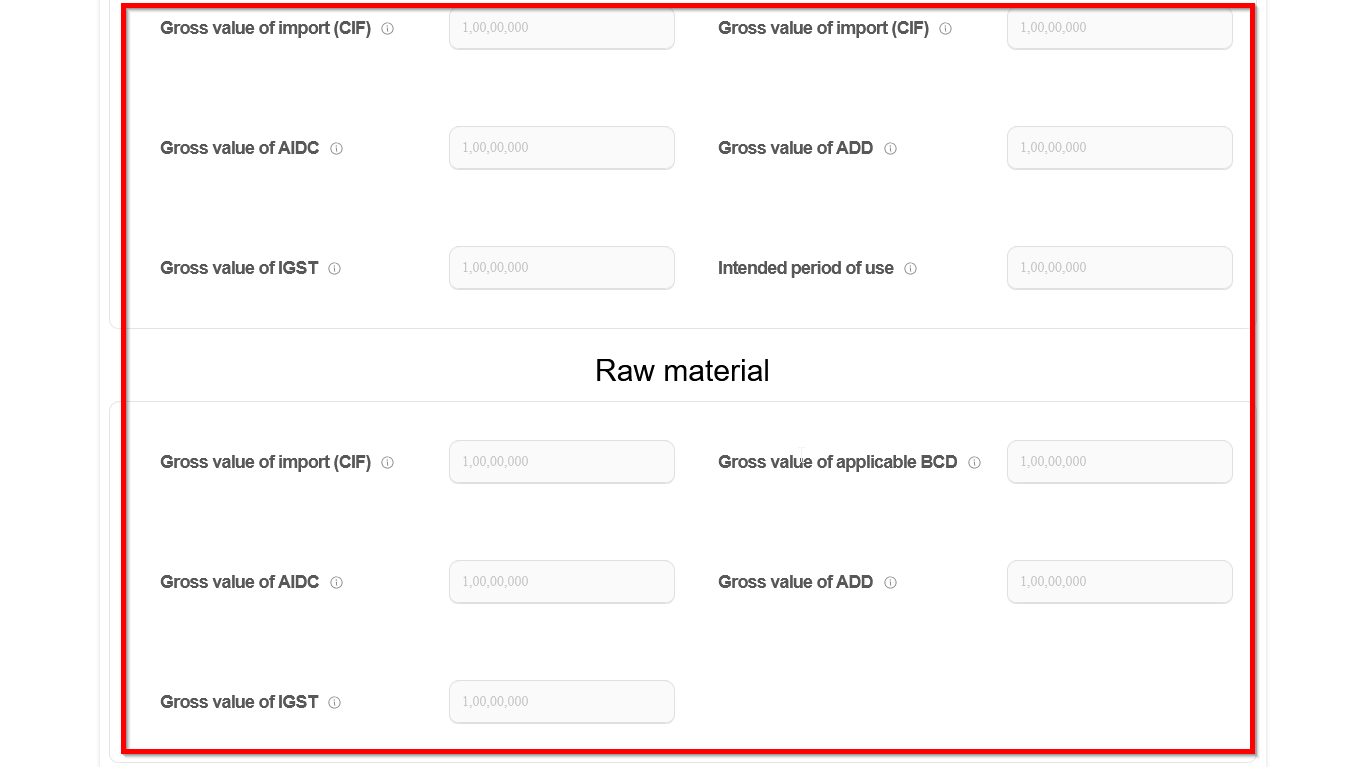 Gross value of import (CIF) 1,00,00,000 Gross value of import (CIF) 1,00,00,000
Gross value of AIDC 1,00,00,000 Gross value of ADD 1,00,00,000
Gross value of IGST 1,00,00,000 Intended period of use 1,00,00,000
Raw material
Gross value of import (CIF) 1,00,00,000 Gross value of applicable BCD 1,00,00,000
Gross value of AIDC 1,00,00,000 Gross value of ADD 1,00,00,000
Gross value of IGST 1,00,00,000